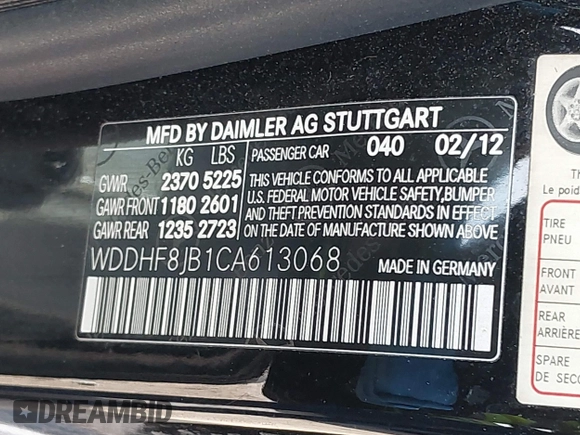 MFD BY DAIMLER AG STUTTGART
KG LBS PASSENGER CAR 040 02/12
GVWR 2370 5225
GAWR FRONT 1180 2601
GAWR REAR 1235 2723
THIS VEHICLE CONFORMS TO ALL APPLICABLE
U.S. FEDERAL MOTOR VEHICLE SAFETY, BUMPER
AND THEFT PREVENTION STANDARDS IN EFFECT
ON THE DATE OF MANUFACTURE SHOWN ABOVE
WDDHF8JB1CA613068 MADE IN GERMANY
Th
Le poid
TIRE
PNEU
FRONT
AVANT
REAR
ARRIÈRE
SPARE
DE SECO
DREAMBID